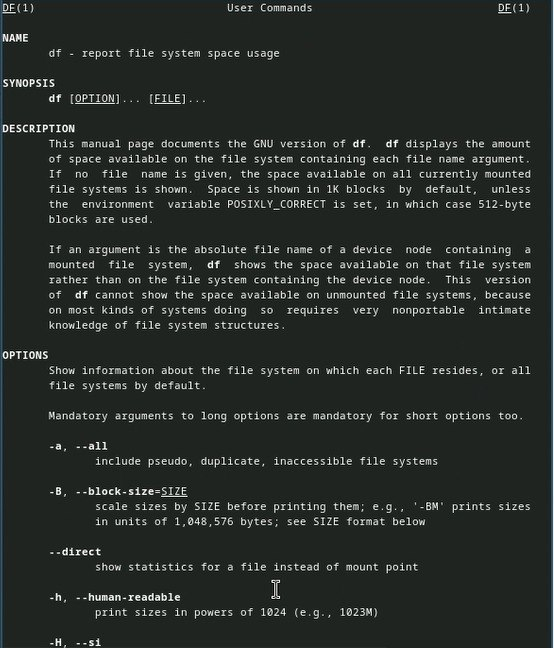 DF(1) User Commands DF(1)
NAME
df - report file system space usage
SYNOPSIS
df [OPTION]... [FILE]...
DESCRIPTION
This manual page documents the GNU version of df. df displays the amount
of space available on the file system containing each file name argument.
If no file name is given, the space available on all currently mounted
file systems is shown. Space is shown in 1K blocks by default, unless
the environment variable POSIXLY_CORRECT is set, in which case 512-byte
blocks are used.
If an argument is the absolute file name of a device node containing a
mounted file system, df shows the space available on that file system
rather than on the file system containing the device node. This version
of df cannot show the space available on unmounted file systems, because
on most kinds of systems doing so requires very nonportable intimate
knowledge of file system structures.
OPTIONS
Show information about the file system on which each FILE resides, or all
file systems by default.
Mandatory arguments to long options are mandatory for short options too.
-a, --all
include pseudo, duplicate, inaccessible file systems
-B, --block-size=SIZE
scale sizes by SIZE before printing them; e.g., '-BM' prints sizes
in units of 1,048,576 bytes; see SIZE format below
--direct
show statistics for a file instead of mount point
-h, --human-readable
print sizes in powers of 1024 (e.g., 1023M)
-H, --si